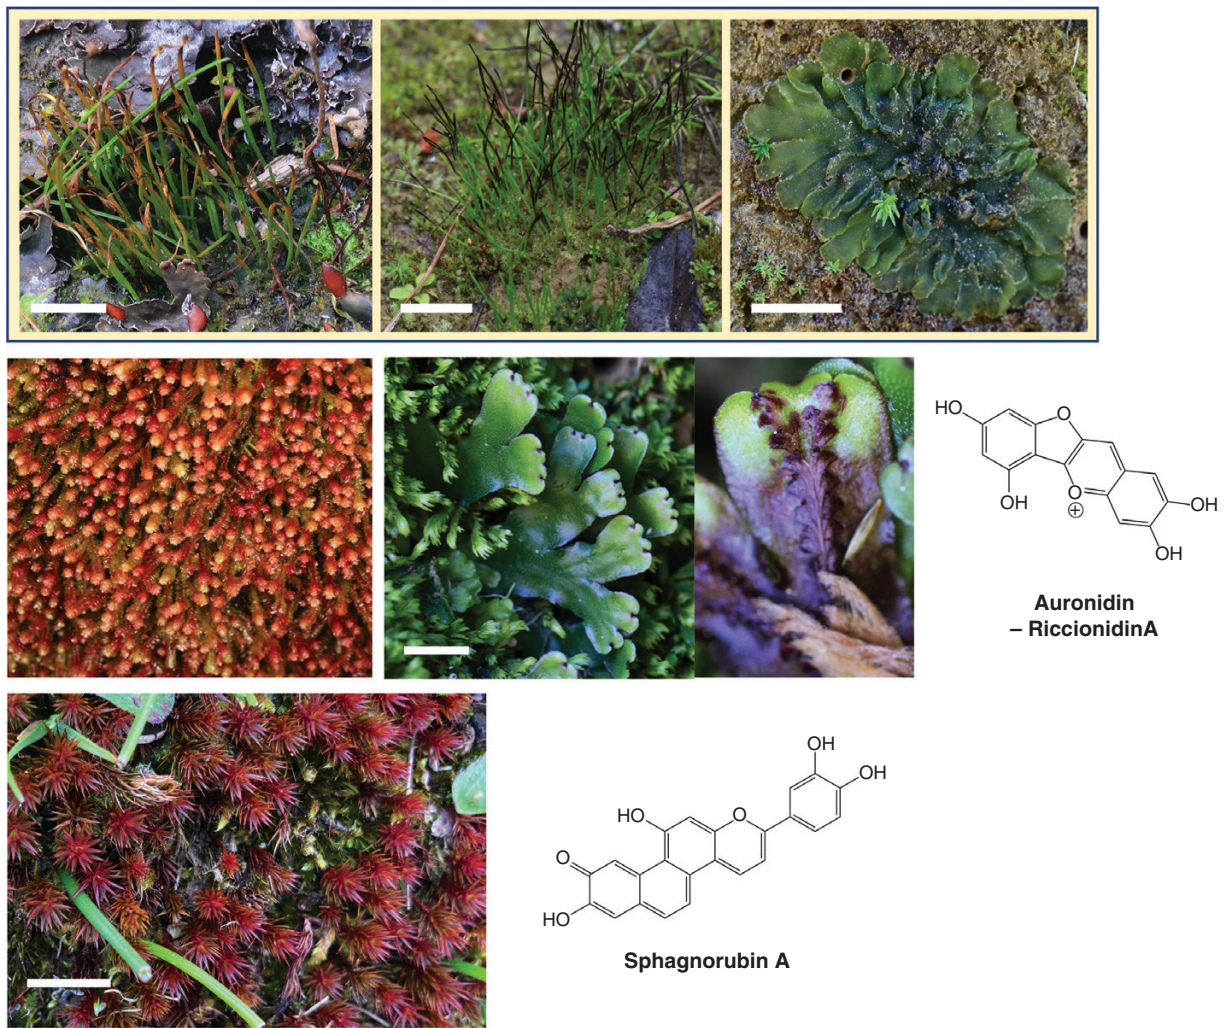 HO
O
OH
O
⊕
OH
OH
Auronidin
– RiccionidinA
OH
OH
HO
O
O
HO
Sphagnorubin A